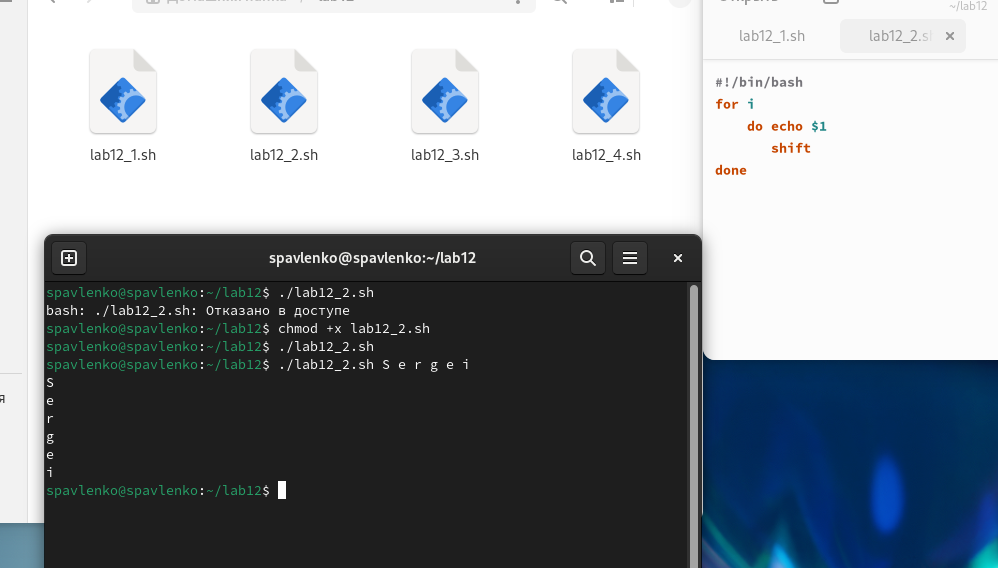 ~/lab12
lab12_1.sh
lab12_2.s
#!/bin/bash
for i
do echo $1
shift
done
lab12_1.sh
lab12_2.sh
lab12_3.sh
lab12_4.sh
spavlenko@spavlenko:~/lab12
spavlenko@spavlenko:~/lab12$ ./lab12_2.sh
bash: ./lab12_2.sh: Отказано в доступе
spavlenko@spavlenko:~/lab12$ chmod +x lab12_2.sh
spavlenko@spavlenko:~/lab12$ ./lab12_2.sh
spavlenko@spavlenko:~/lab12$ ./lab12_2.sh S e r g e i
S
e
r
g
e
i
spavlenko@spavlenko:~/lab12$
я